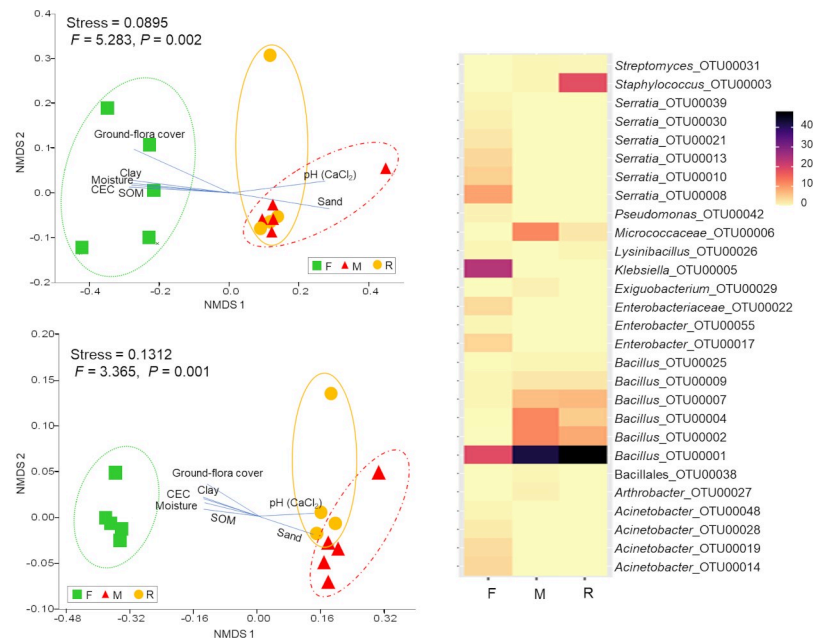 Stress = 0.0895
F = 5.283, P = 0.002
0.4
0.3
0.2
0.1
0.0
-0.1
-0.2
NMDS 2
Ground-flora cover
Clay
Moisture
CEC
SOM
pH (CaCl₂)
Sand
F M R
-0.4 -0.2 0.0 0.2 0.4
NMDS 1
Stress = 0.1312
F = 3.365, P = 0.001
0.20
0.15
0.10
0.05
0.00
-0.05
-0.10
NMDS 2
Ground-flora cover
CEC Clay
Moisture
SOM
pH (CaCl₂)
Sand
F M R
-0.48 -0.32 -0.16 0.00 0.16 0.32
NMDS 1
Streptomyces_OTU00031
Staphylococcus_OTU00003
Serratia_OTU00039
Serratia_OTU00030
Serratia_OTU00021
Serratia_OTU00013
Serratia_OTU00010
Serratia_OTU00008
Pseudomonas_OTU00042
Micrococcaceae_OTU00006
Lysinibacillus_OTU00026
Klebsiella_OTU00005
Exiguobacterium_OTU00029
Enterobacteriaceae_OTU00022
Enterobacter_OTU00055
Enterobacter_OTU00017
Bacillus_OTU00025
Bacillus_OTU00009
Bacillus_OTU00007
Bacillus_OTU00004
Bacillus_OTU00002
Bacillus_OTU00001
Bacillales_OTU00038
Arthrobacter_OTU00027
Acinetobacter_OTU00048
Acinetobacter_OTU00028
Acinetobacter_OTU00019
Acinetobacter_OTU00014
F M R
40
30
20
10
0